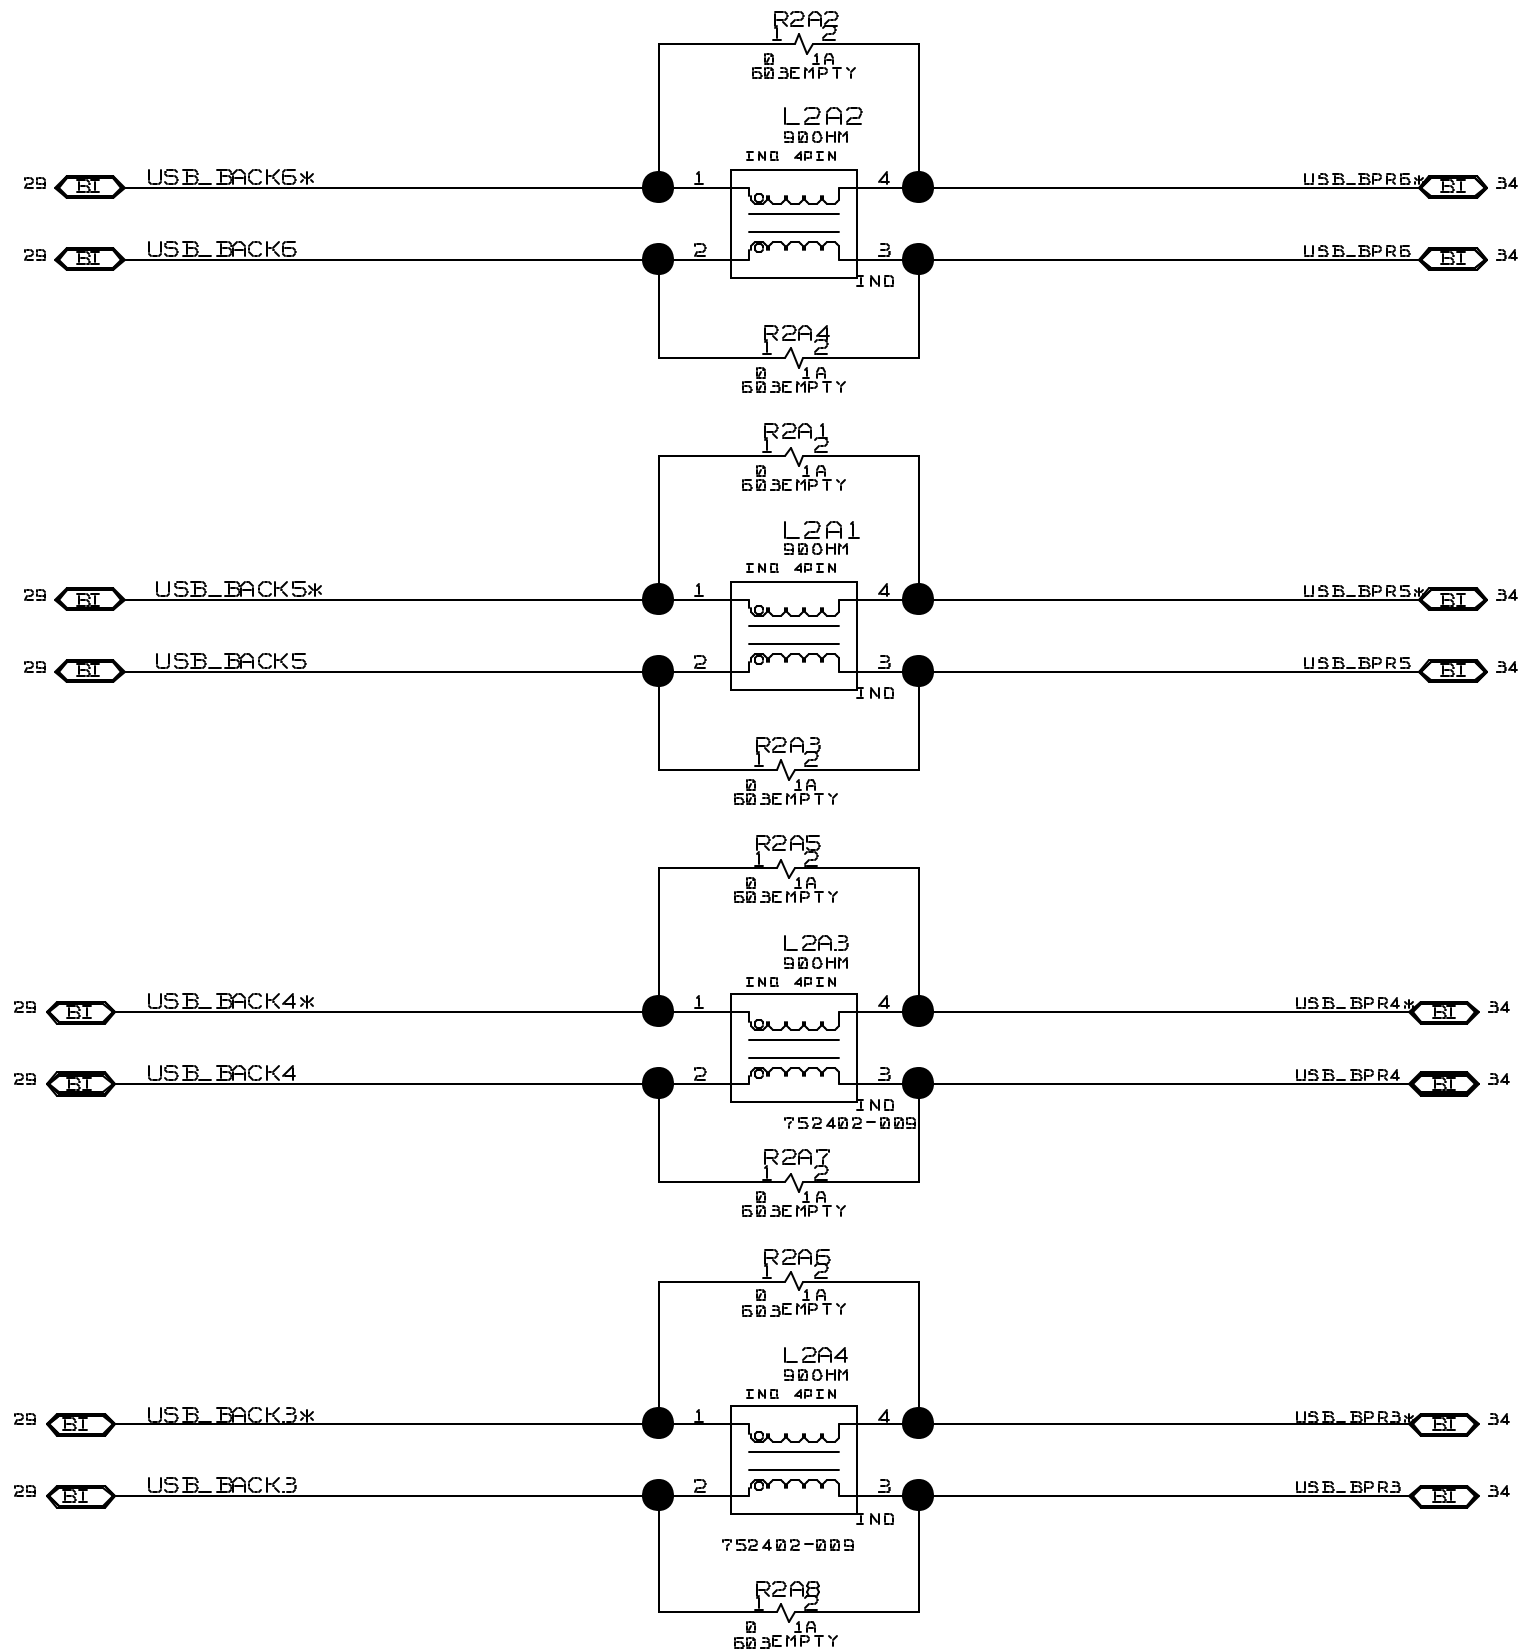 R2A2
1 2
0 1A
603EMPTY
L2A2
90OHM
IND 4PIN
29 BI USB_BACK6* 1 4 USB_BPR6* BI 34
29 BI USB_BACK6 2 3 USB_BPR6 BI 34
IND
R2A4
1 2
0 1A
603EMPTY
R2A1
1 2
0 1A
603EMPTY
L2A1
90OHM
IND 4PIN
29 BI USB_BACK5* 1 4 USB_BPR5* BI 34
29 BI USB_BACK5 2 3 USB_BPR5 BI 34
IND
R2A3
1 2
0 1A
603EMPTY
R2A5
1 2
0 1A
603EMPTY
L2A3
90OHM
IND 4PIN
29 BI USB_BACK4* 1 4 USB_BPR4* BI 34
29 BI USB_BACK4 2 3 USB_BPR4 BI 34
IND
752402-009
R2A7
1 2
0 1A
603EMPTY
R2A6
1 2
0 1A
603EMPTY
L2A4
90OHM
IND 4PIN
29 BI USB_BACK3* 1 4 USB_BPR3* BI 34
29 BI USB_BACK3 2 3 USB_BPR3 BI 34
IND
752402-009
R2A8
1 2
0 1A
603EMPTY